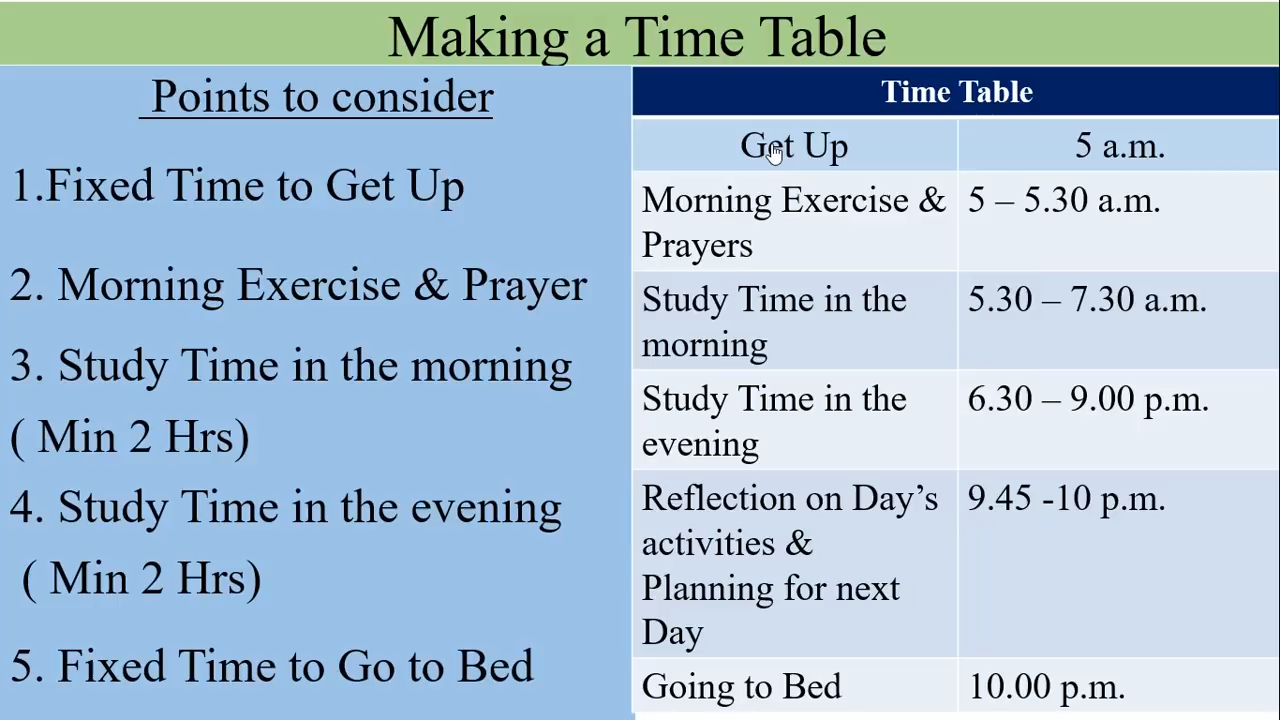 Making a Time Table
Points to consider
1.Fixed Time to Get Up
2. Morning Exercise & Prayer
3. Study Time in the morning
( Min 2 Hrs)
4. Study Time in the evening
( Min 2 Hrs)
5. Fixed Time to Go to Bed
Time Table
Get Up 5 a.m.
Morning Exercise & 5 – 5.30 a.m.
Prayers
Study Time in the 5.30 – 7.30 a.m.
morning
Study Time in the 6.30 – 9.00 p.m.
evening
Reflection on Day’s 9.45 -10 p.m.
activities &
Planning for next
Day
Going to Bed 10.00 p.m.